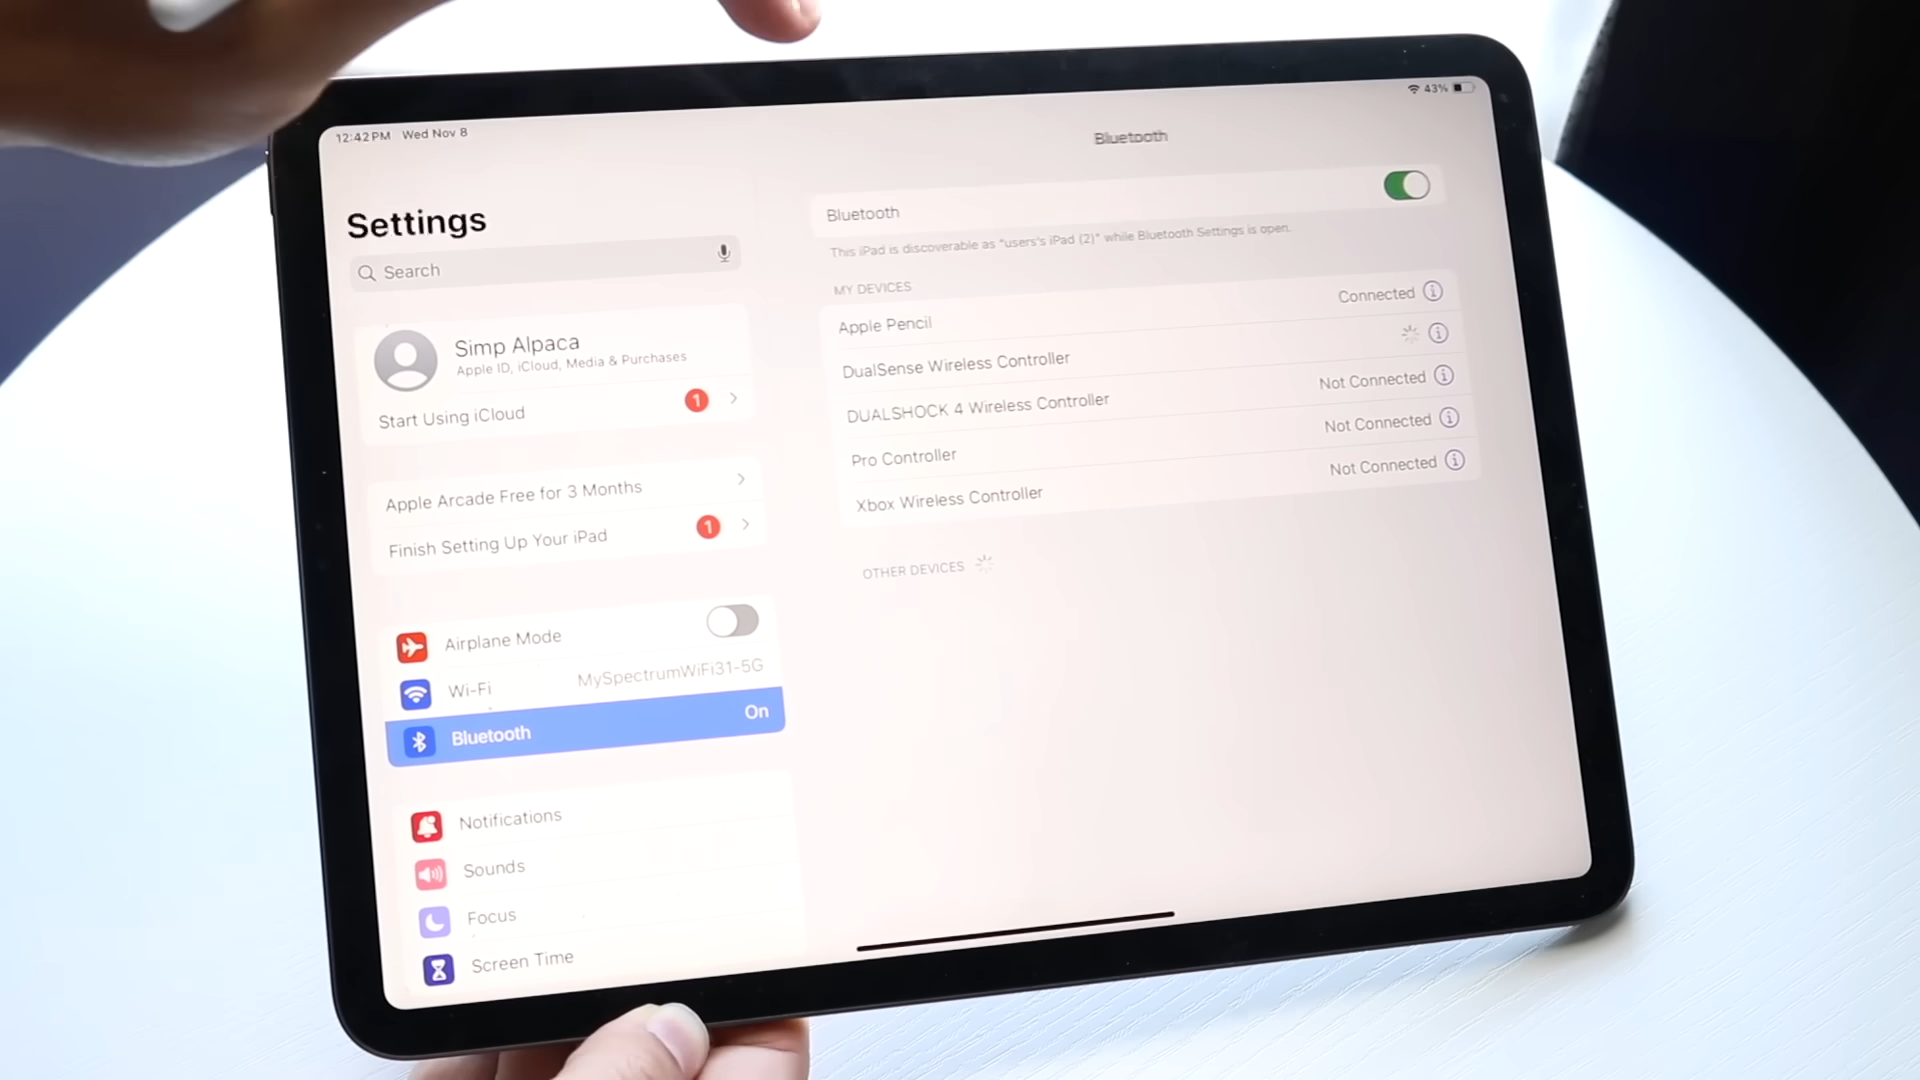 12:42 PM Wed Nov 8
43%
Settings
Search
Simp Alpaca
Apple ID, iCloud, Media & Purchases
Start Using iCloud 1
Apple Arcade Free for 3 Months
Finish Setting Up Your iPad 1
Airplane Mode
Wi-Fi MySpectrumWiFi31-5G
Bluetooth On
Notifications
Sounds
Focus
Screen Time
Bluetooth
Bluetooth
This iPad is discoverable as "users's iPad (2)" while Bluetooth Settings is open.
MY DEVICES
Apple Pencil Connected
DualSense Wireless Controller
DUALSHOCK 4 Wireless Controller Not Connected
Pro Controller Not Connected
Xbox Wireless Controller Not Connected
OTHER DEVICES